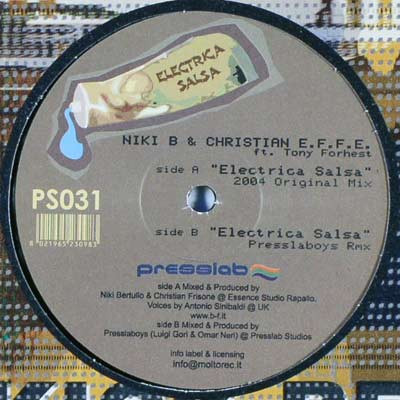 ELECTRICA
SALSA
NIKI B & CHRISTIAN E.F.F.E.
ft. Tony Forhest
side A "Electrica Salsa"
2004 Original Mix
PS031
8 021965 230983
side B "Electrica Salsa"
Presslaboys Rmx
presslab
side A Mixed & Produced by
Niki Bertullo & Christian Frisone @ Essence Studio Rapallo.
Voices by Antonio Sinibaldi @ UK
www.b-f.it
side B Mixed & Produced by
Presslaboys (Luigi Gori & Omar Neri) @ Presslab Studios
info label & licensing
info@moltorec.it